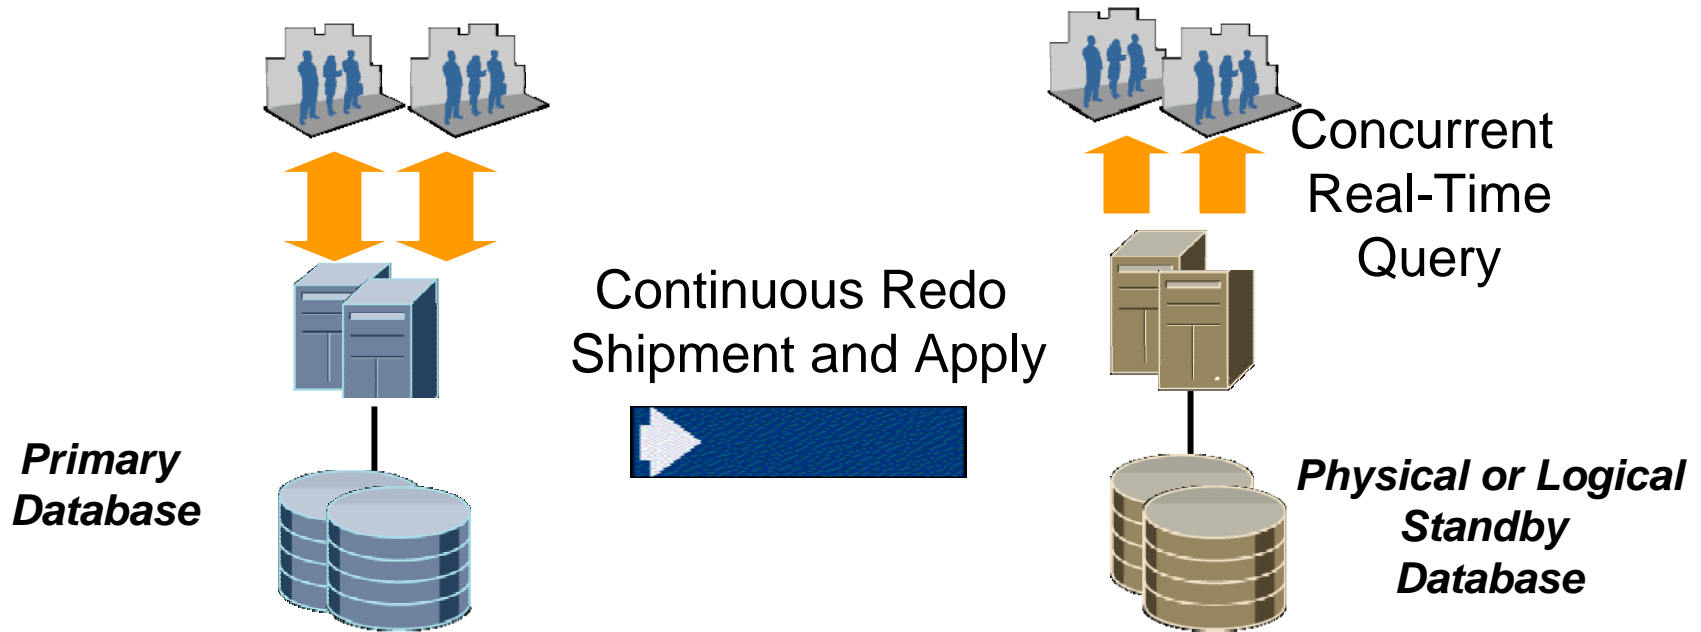 Concurrent
Real-Time
Query
Continuous Redo
Shipment and Apply
Primary
Database
Physical or Logical
Standby
Database